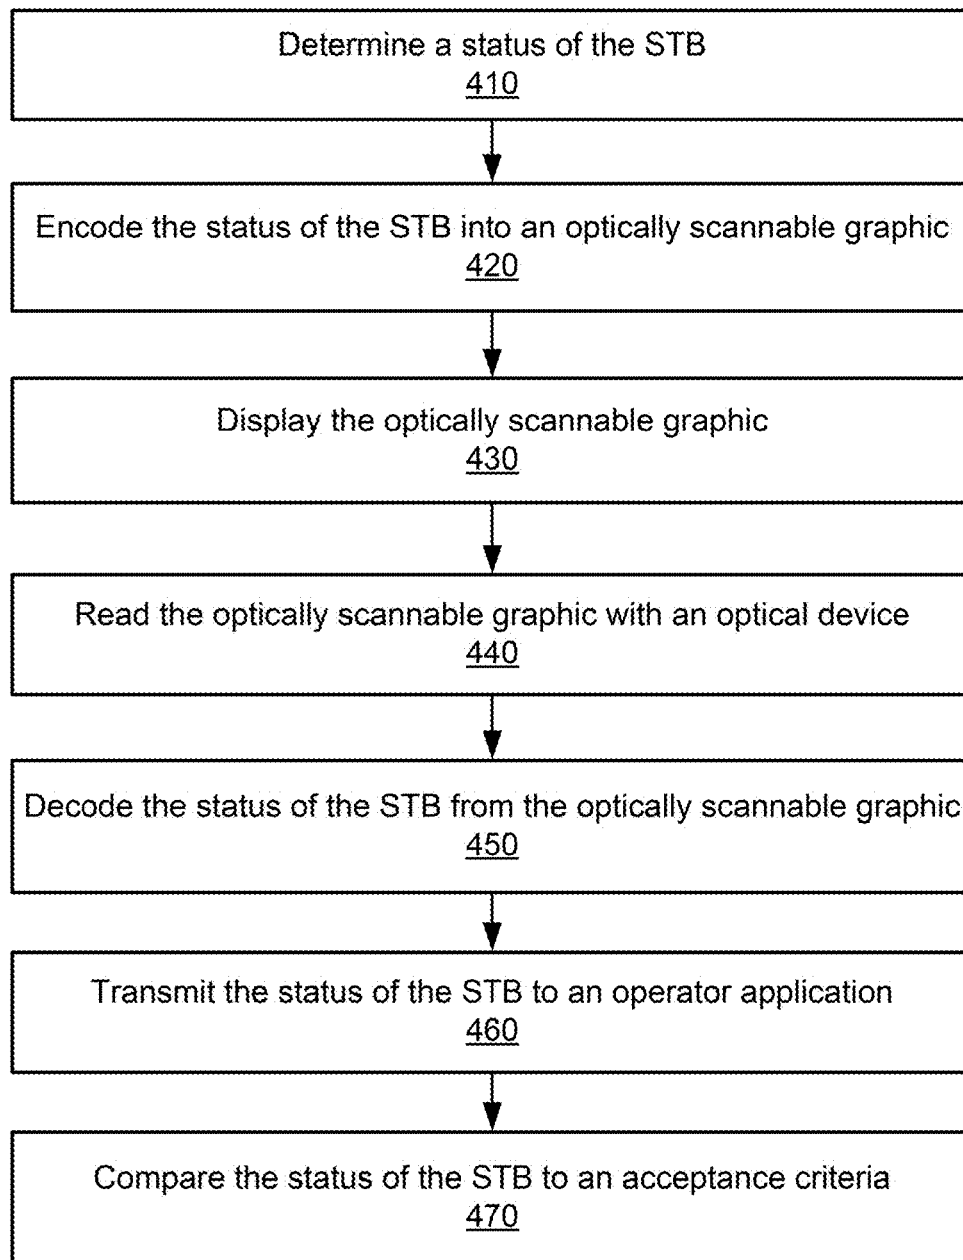 Determine a status of the STB
410
Encode the status of the STB into an optically scannable graphic
420
Display the optically scannable graphic
430
Read the optically scannable graphic with an optical device
440
Decode the status of the STB from the optically scannable graphic
450
Transmit the status of the STB to an operator application
460
Compare the status of the STB to an acceptance criteria
470